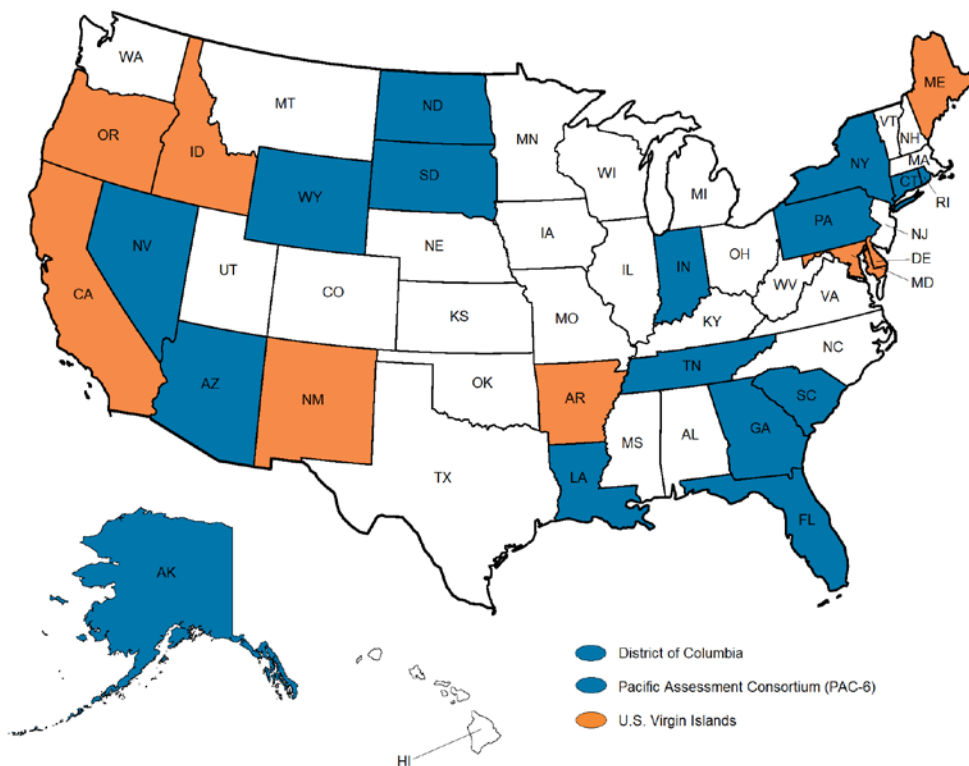 WA
MT
ND
MN
ME
OR
ID
VT
NH
WI
NY
MA
SD
MI
WY
CT
RI
PA
NJ
IA
NE
NV
OH
DE
IL
IN
UT
MD
CA
CO
WV
VA
KS
MO
KY
NC
TN
AZ
OK
NM
AR
SC
MS
AL
GA
TX
LA
FL
AK
District of Columbia
Pacific Assessment Consortium (PAC-6)
U.S. Virgin Islands
HI